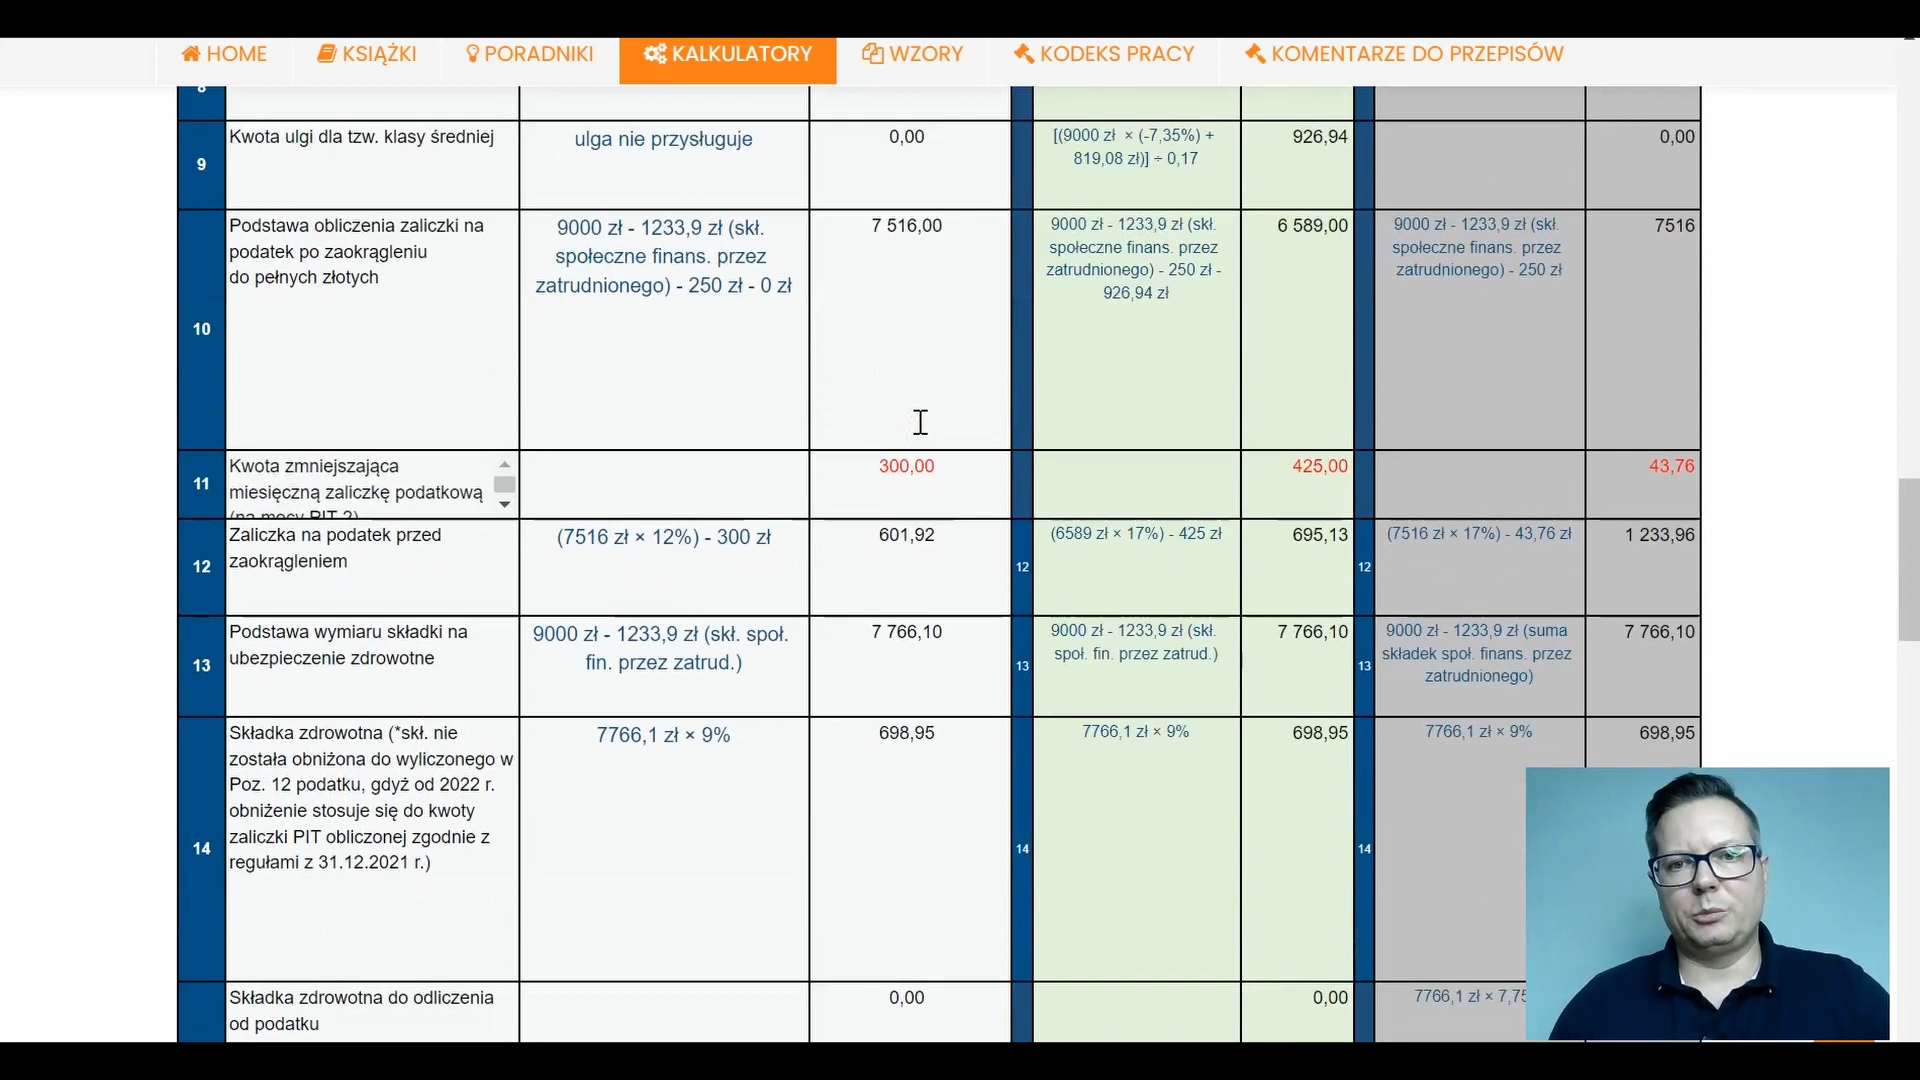 HOME
KSIĄŻKI
PORADNIKI
KALKULATORY
WZORY
KODEKS PRACY
KOMENTARZE DO PRZEPISÓW
8
9
Kwota ulgi dla tzw. klasy średniej
ulga nie przysługuje
0,00
[(9000 zł × (-7,35%) +
819,08 zł)] ÷ 0,17
926,94
0,00
10
Podstawa obliczenia zaliczki na
podatek po zaokrągleniu
do pełnych złotych
9000 zł - 1233,9 zł (skł.
społeczne finans. przez
zatrudnionego) - 250 zł - 0 zł
7 516,00
9000 zł - 1233,9 zł (skł.
społeczne finans. przez
zatrudnionego) - 250 zł -
926,94 zł
6 589,00
9000 zł - 1233,9 zł (skł.
społeczne finans. przez
zatrudnionego) - 250 zł
7516
11
Kwota zmniejszająca
miesięczną zaliczkę podatkową
(na mocy PIT-2)
300,00
425,00
43,76
12
Zaliczka na podatek przed
zaokrągleniem
(7516 zł × 12%) - 300 zł
601,92
12
(6589 zł × 17%) - 425 zł
695,13
12
(7516 zł × 17%) - 43,76 zł
1 233,96
13
Podstawa wymiaru składki na
ubezpieczenie zdrowotne
9000 zł - 1233,9 zł (skł. społ.
fin. przez zatrud.)
7 766,10
13
9000 zł - 1233,9 zł (skł.
społ. fin. przez zatrud.)
7 766,10
13
9000 zł - 1233,9 zł (suma
składek społ. finans. przez
zatrudnionego)
7 766,10
14
Składka zdrowotna (*skł. nie
została obniżona do wyliczonego w
Poz. 12 podatku, gdyż od 2022 r.
obniżenie stosuje się do kwoty
zaliczki PIT obliczonej zgodnie z
regułami z 31.12.2021 r.)
7766,1 zł × 9%
698,95
14
7766,1 zł × 9%
698,95
14
7766,1 zł × 9%
698,95
Składka zdrowotna do odliczenia
od podatku
0,00
0,00
7766,1 zł × 7,75